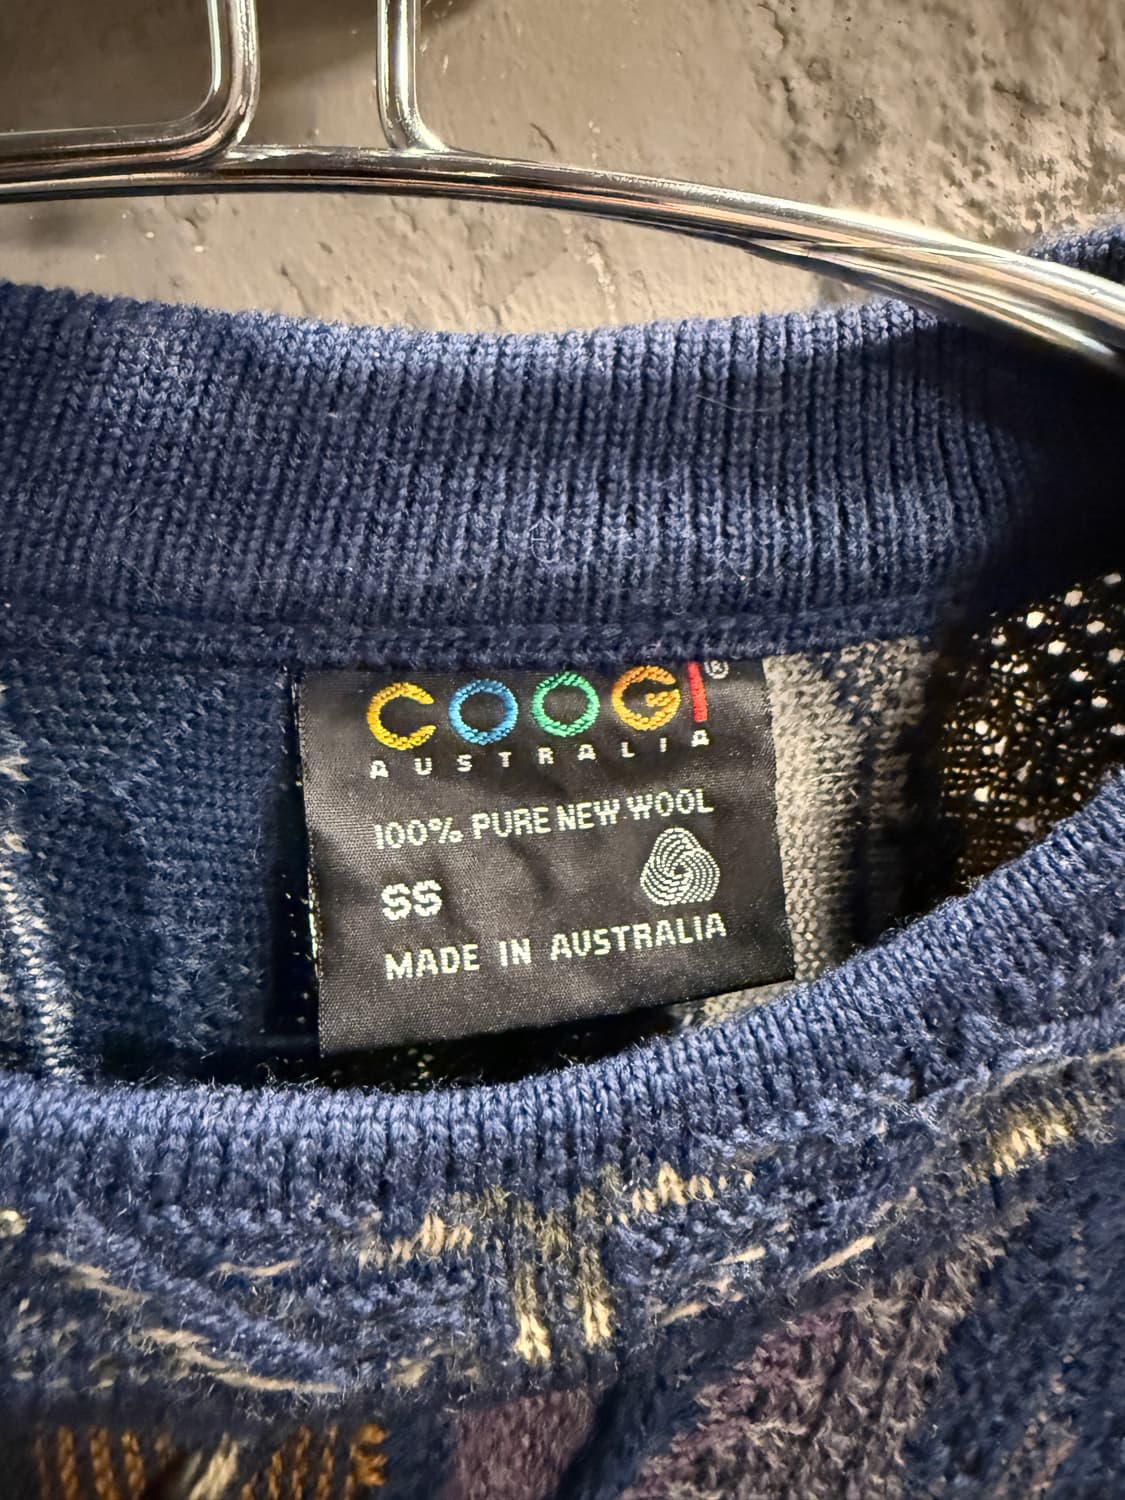 COOGI®
AUSTRALIA
100% PURE NEW WOOL
SS
MADE IN AUSTRALIA